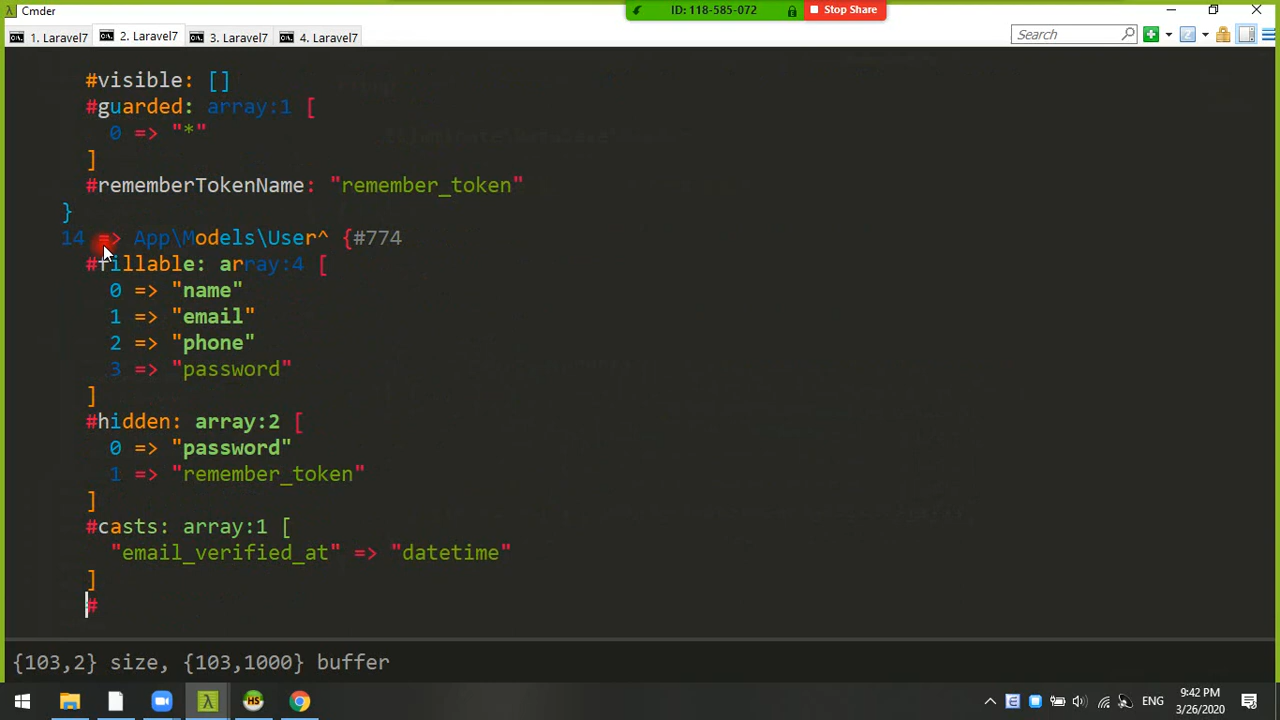 Cmder
ID: 118-585-072
Stop Share
1. Laravel7
2. Laravel7
3. Laravel7
4. Laravel7
Search
#visible: []
#guarded: array:1 [
0 => "*"
]
#rememberTokenName: "remember_token"
}
14 => App\Models\User^ {#774
#fillable: array:4 [
0 => "name"
1 => "email"
2 => "phone"
3 => "password"
]
#hidden: array:2 [
0 => "password"
1 => "remember_token"
]
#casts: array:1 [
"email_verified_at" => "datetime"
]
#
{103,2} size, {103,1000} buffer
HS
ENG
9:42 PM
3/26/2020